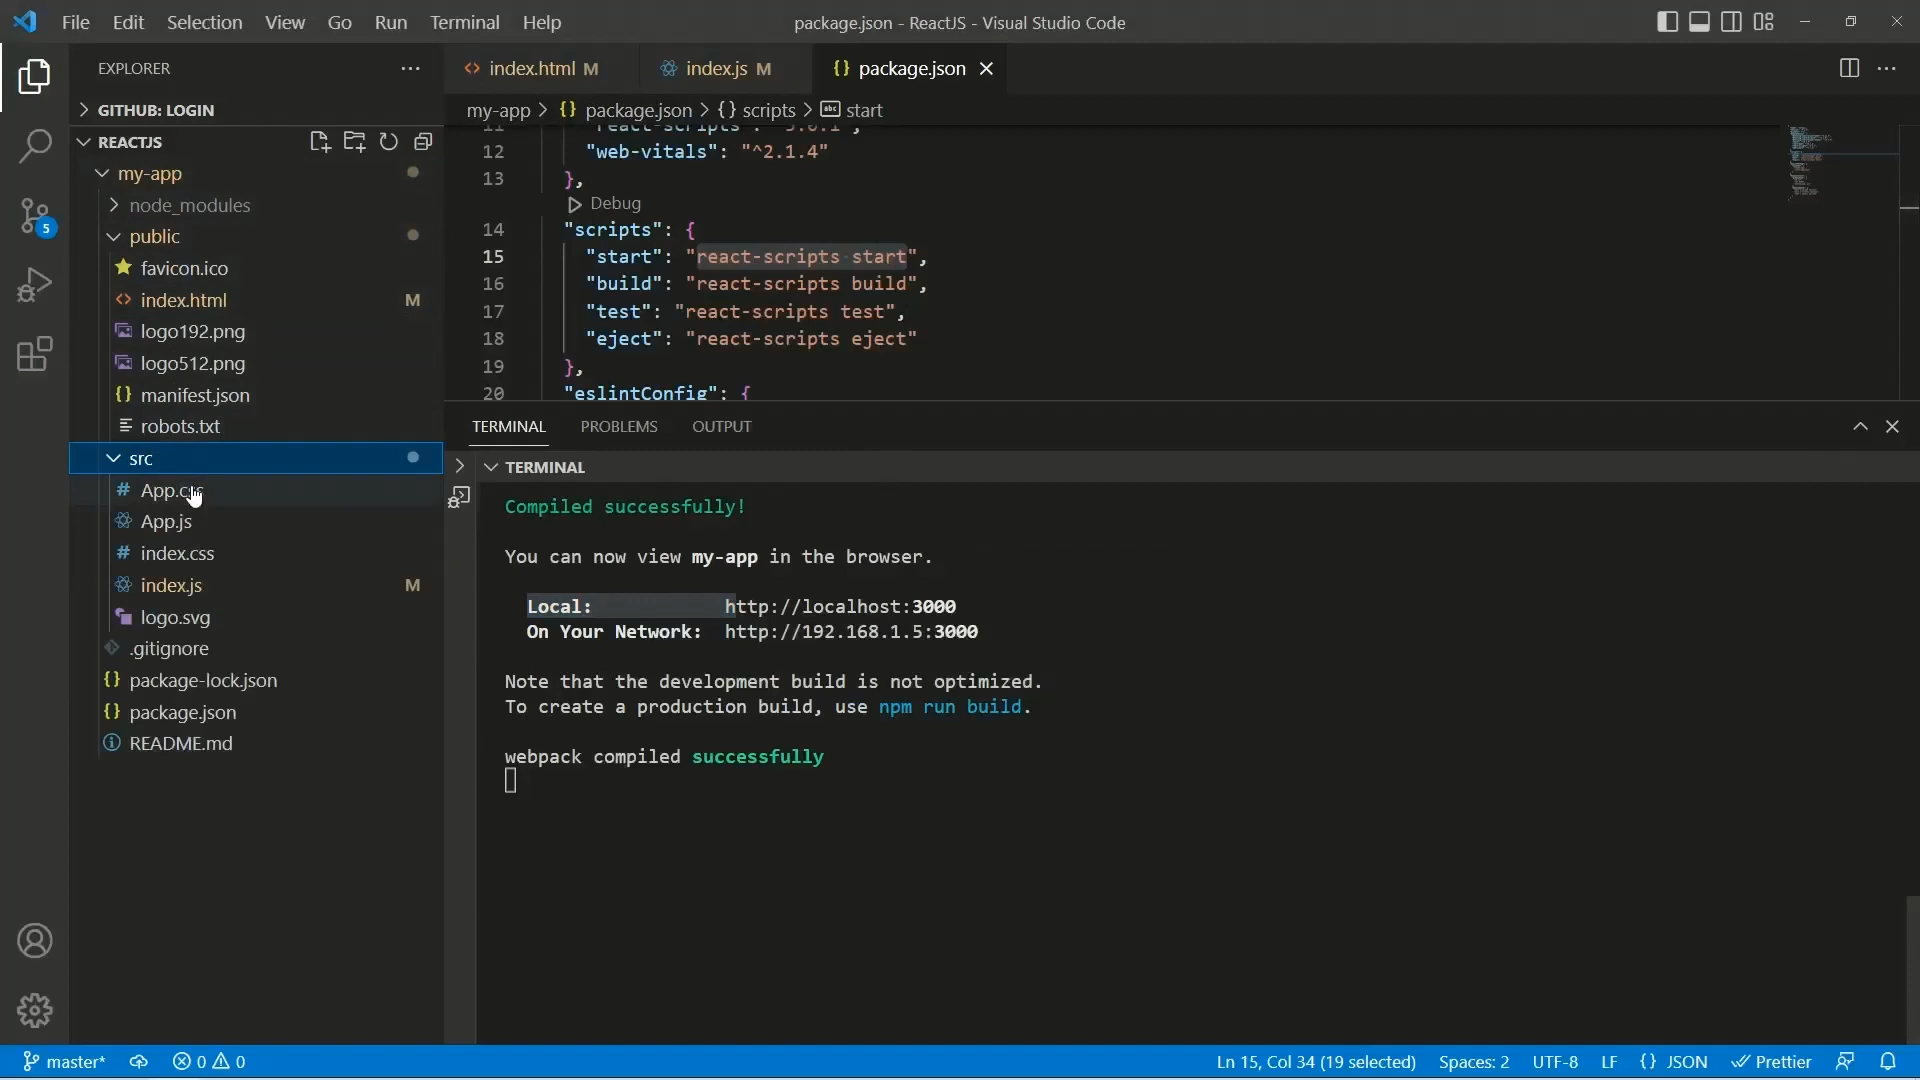 File Edit Selection View Go Run Terminal Help
package.json - ReactJS - Visual Studio Code
EXPLORER
GITHUB: LOGIN
REACTJS
my-app
node_modules
public
favicon.ico
index.html M
logo192.png
logo512.png
manifest.json
robots.txt
src
App.css
App.js
index.css
index.js M
logo.svg
.gitignore
package-lock.json
package.json
README.md
5
index.html M
index.js M
{} package.json
my-app > {} package.json > {} scripts > abc start
11 "react-scripts": "5.0.1",
12 "web-vitals": "^2.1.4"
13 },
Debug
14 "scripts": {
15 "start": "react-scripts start",
16 "build": "react-scripts build",
17 "test": "react-scripts test",
18 "eject": "react-scripts eject"
19 },
20 "eslintConfig": {
TERMINAL PROBLEMS OUTPUT
TERMINAL
Compiled successfully!
You can now view my-app in the browser.
Local: http://localhost:3000
On Your Network: http://192.168.1.5:3000
Note that the development build is not optimized.
To create a production build, use npm run build.
webpack compiled successfully
master* 0 0 Ln 15, Col 34 (19 selected) Spaces: 2 UTF-8 LF {} JSON Prettier